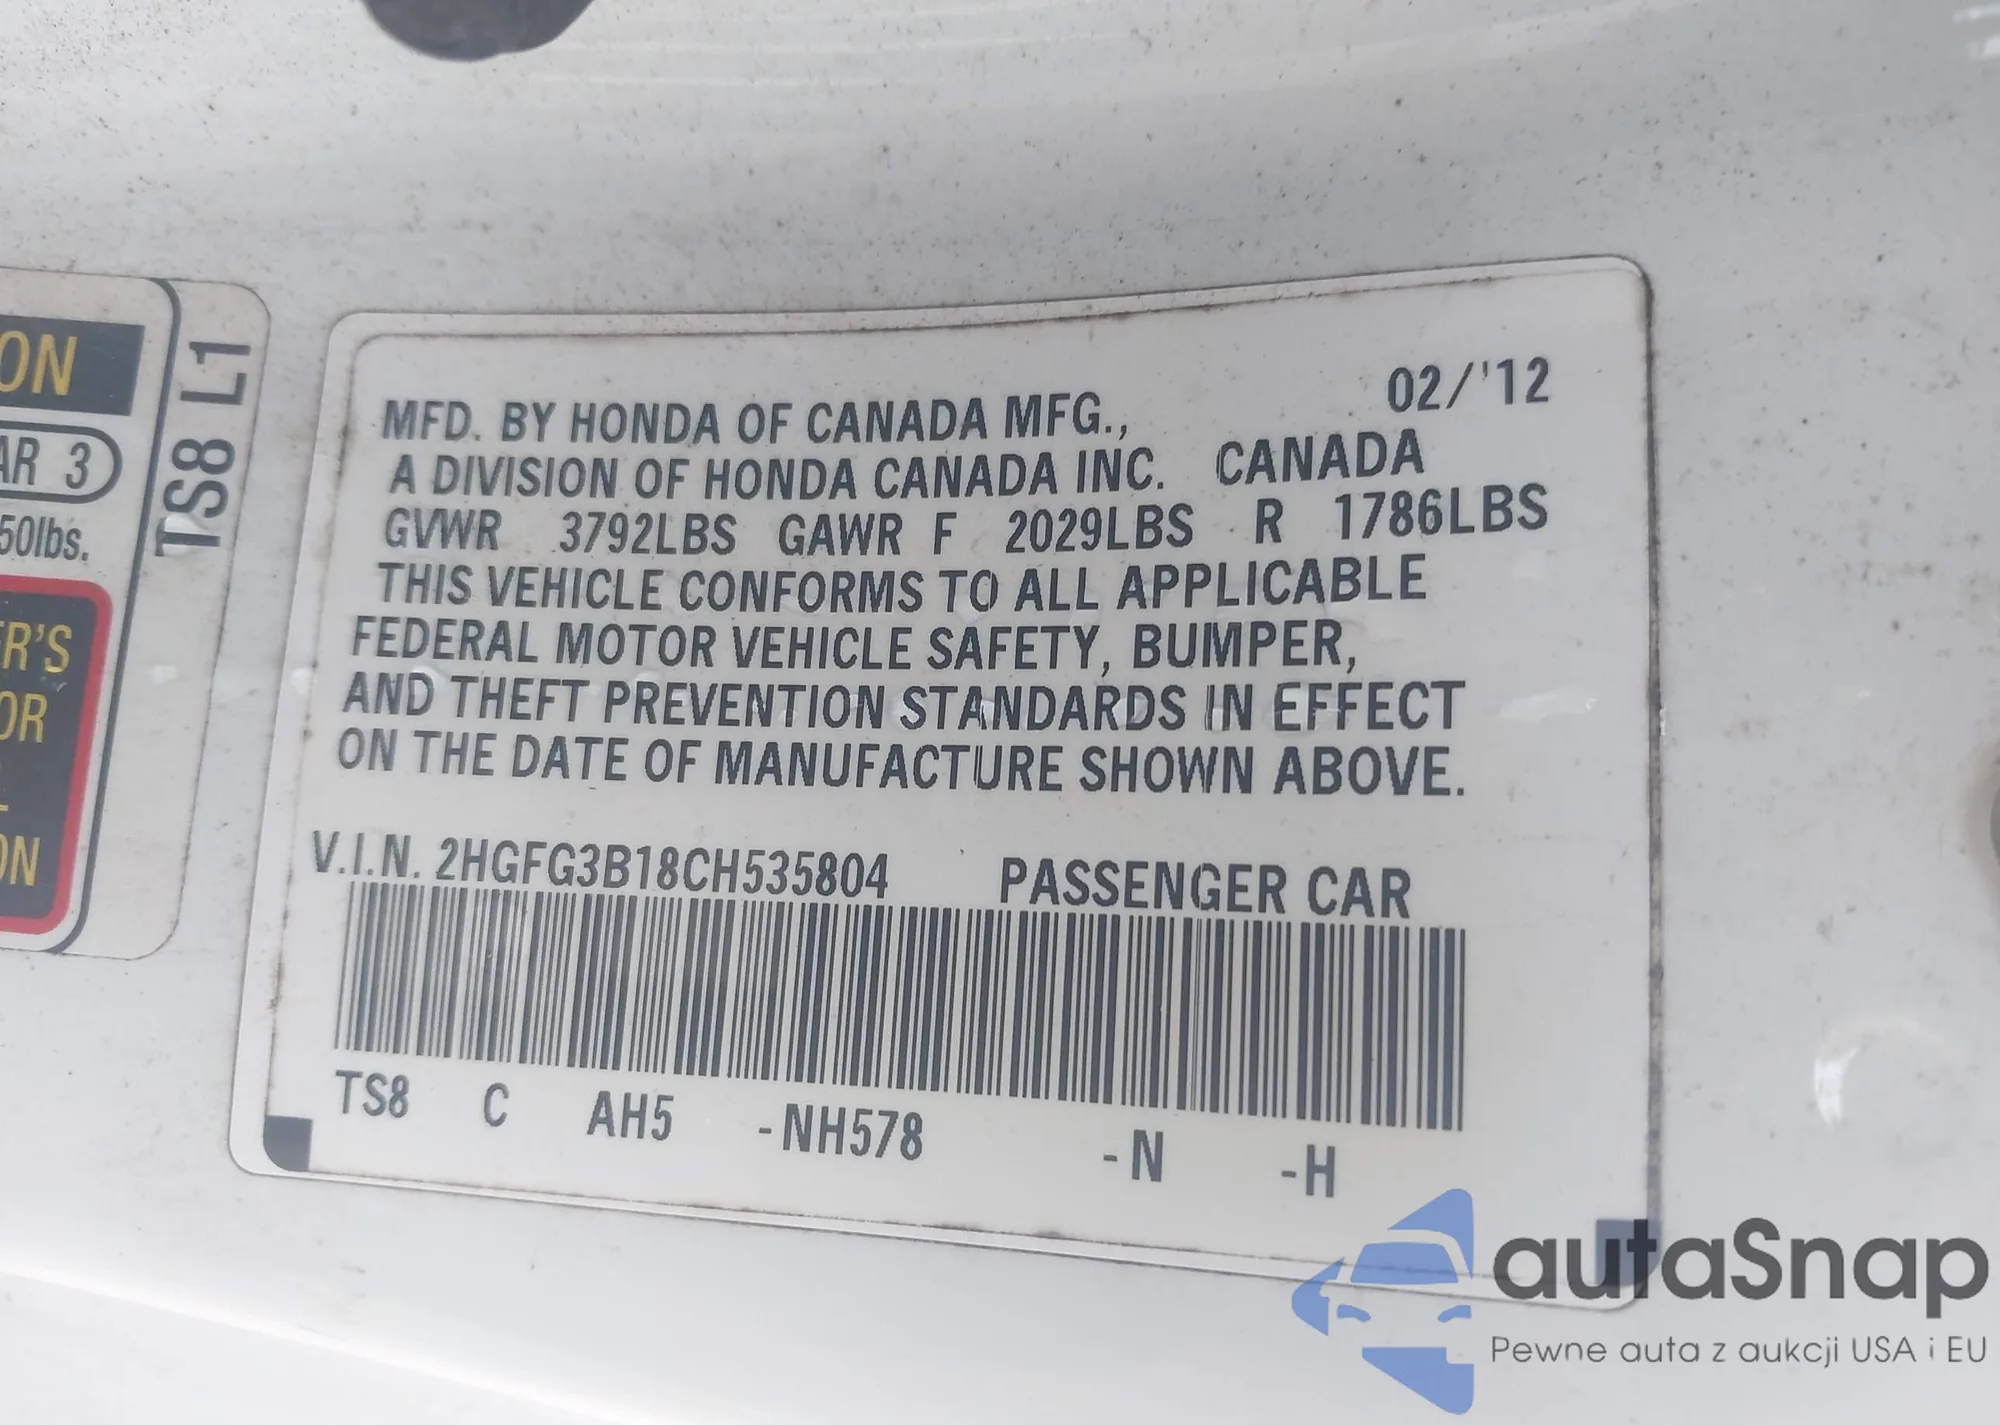 ON
AR 3
50lbs.
ER'S
OR
L
ON
TS8 L1
02/'12
MFD. BY HONDA OF CANADA MFG.,
A DIVISION OF HONDA CANADA INC. CANADA
GVWR 3792LBS GAWR F 2029LBS R 1786LBS
THIS VEHICLE CONFORMS TO ALL APPLICABLE
FEDERAL MOTOR VEHICLE SAFETY, BUMPER,
AND THEFT PREVENTION STANDARDS IN EFFECT
ON THE DATE OF MANUFACTURE SHOWN ABOVE.
V.I.N. 2HGFG3B18CH535804 PASSENGER CAR
TS8 C AH5 -NH578 -N -H
autaSnap
Pewne auta z aukcji USA i EU